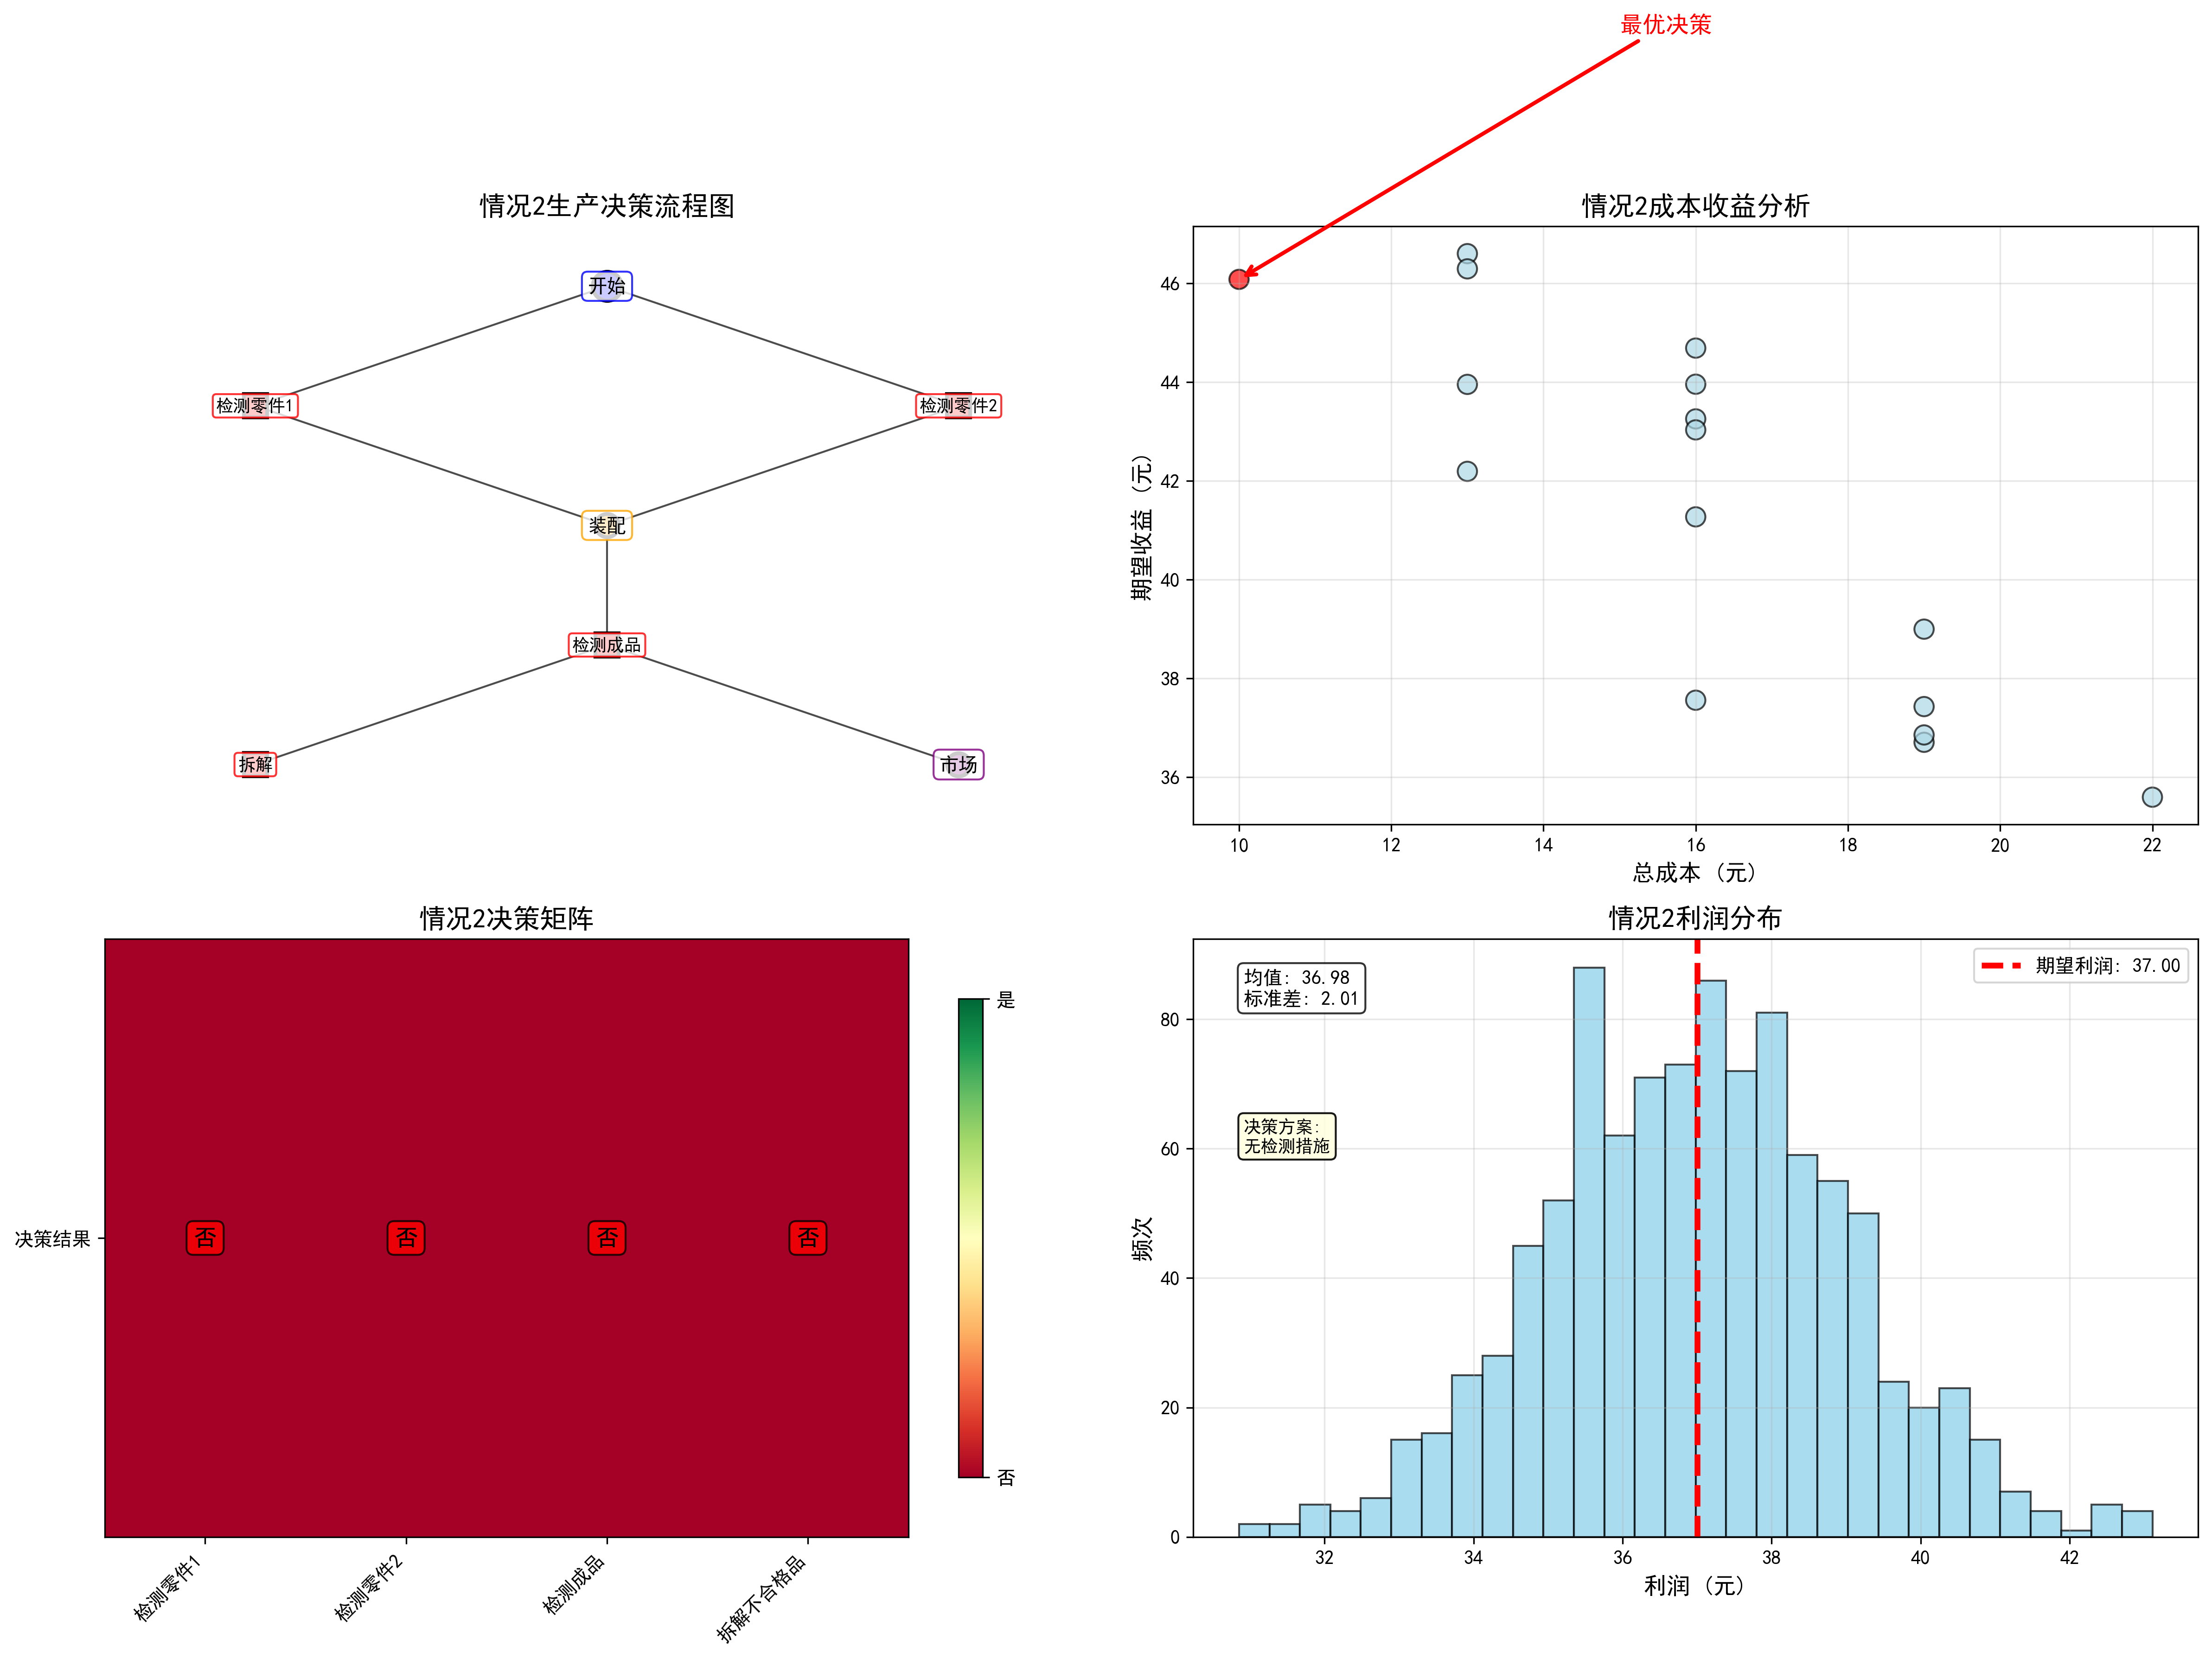 最优决策
情况2生产决策流程图
开始
检测零件1
检测零件2
装配
检测成品
拆解
市场
情况2成本收益分析
46
44
42
40
38
36
期望收益 (元)
10
12
14
16
18
20
22
总成本 (元)
情况2决策矩阵
决策结果
否
否
否
否
检测零件1
检测零件2
检测成品
拆解不合格品
是
否
情况2利润分布
均值: 36.98
标准差: 2.01
期望利润: 37.00
决策方案:
无检测措施
80
60
40
20
0
频次
32
34
36
38
40
42
利润 (元)